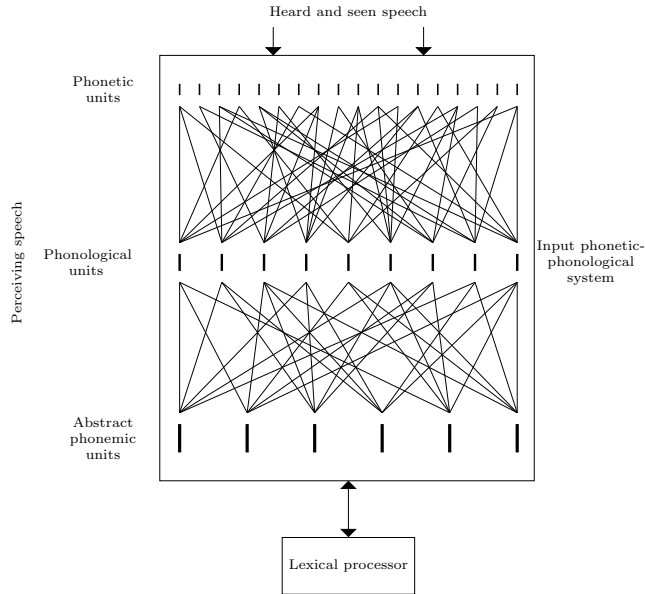 Heard and seen speech
Phonetic
units
Perceiving speech
Phonological
units
Input phonetic-
phonological
system
Abstract
phonemic
units
Lexical processor